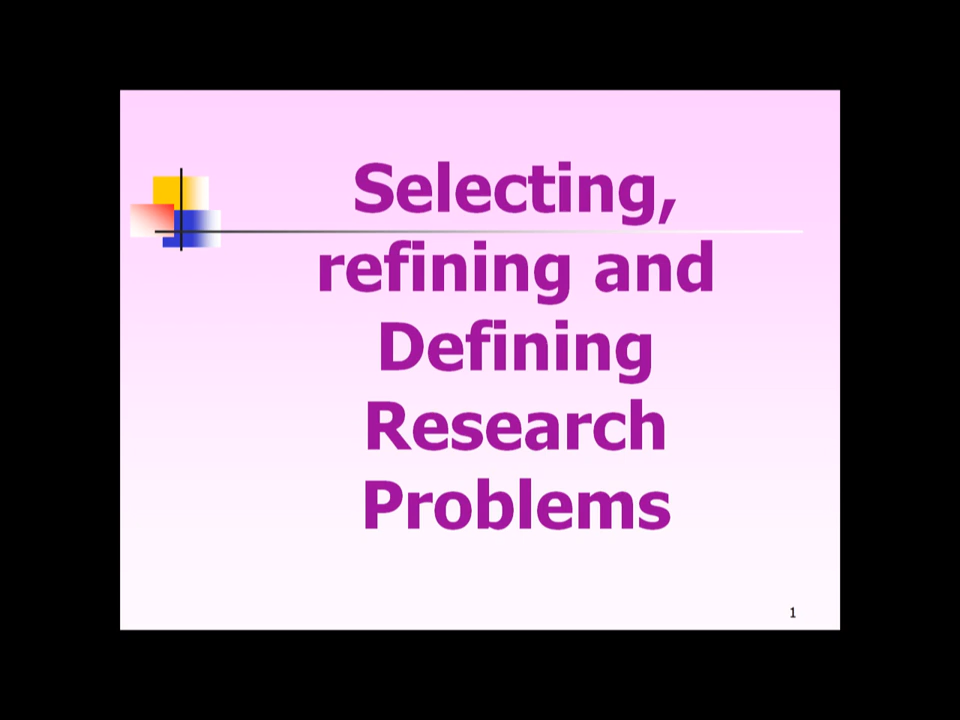 Selecting,
refining and
Defining
Research
Problems
1